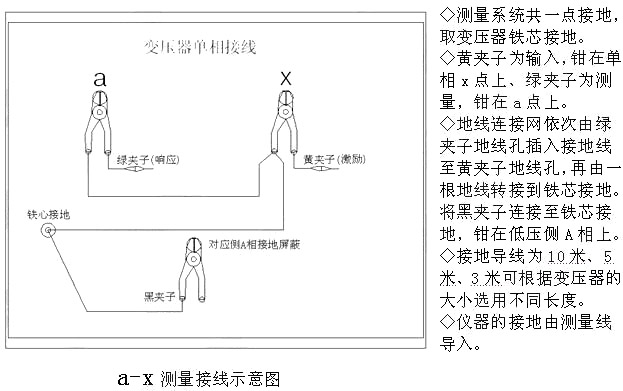 变压器单相接线
a
x
绿夹子(响应)
黄夹子(激励)
铁心接地
对应侧A相接地屏蔽
黑夹子
a-x 测量接线示意图
◇测量系统共一点接地，
取变压器铁芯接地。
◇黄夹子为输入,钳在单
相 x 点上、绿夹子为测
量，钳在 a 点上。
◇地线连接网依次由绿
夹子地线孔插入接地线
至黄夹子地线孔,再由一
根地线转接到铁芯接地。
将黑夹子连接至铁芯接
地，钳在低压侧 A 相上。
◇接地导线为 10 米、5
米、3 米可根据变压器的
大小选用不同长度。
◇仪器的接地由测量线
导入。